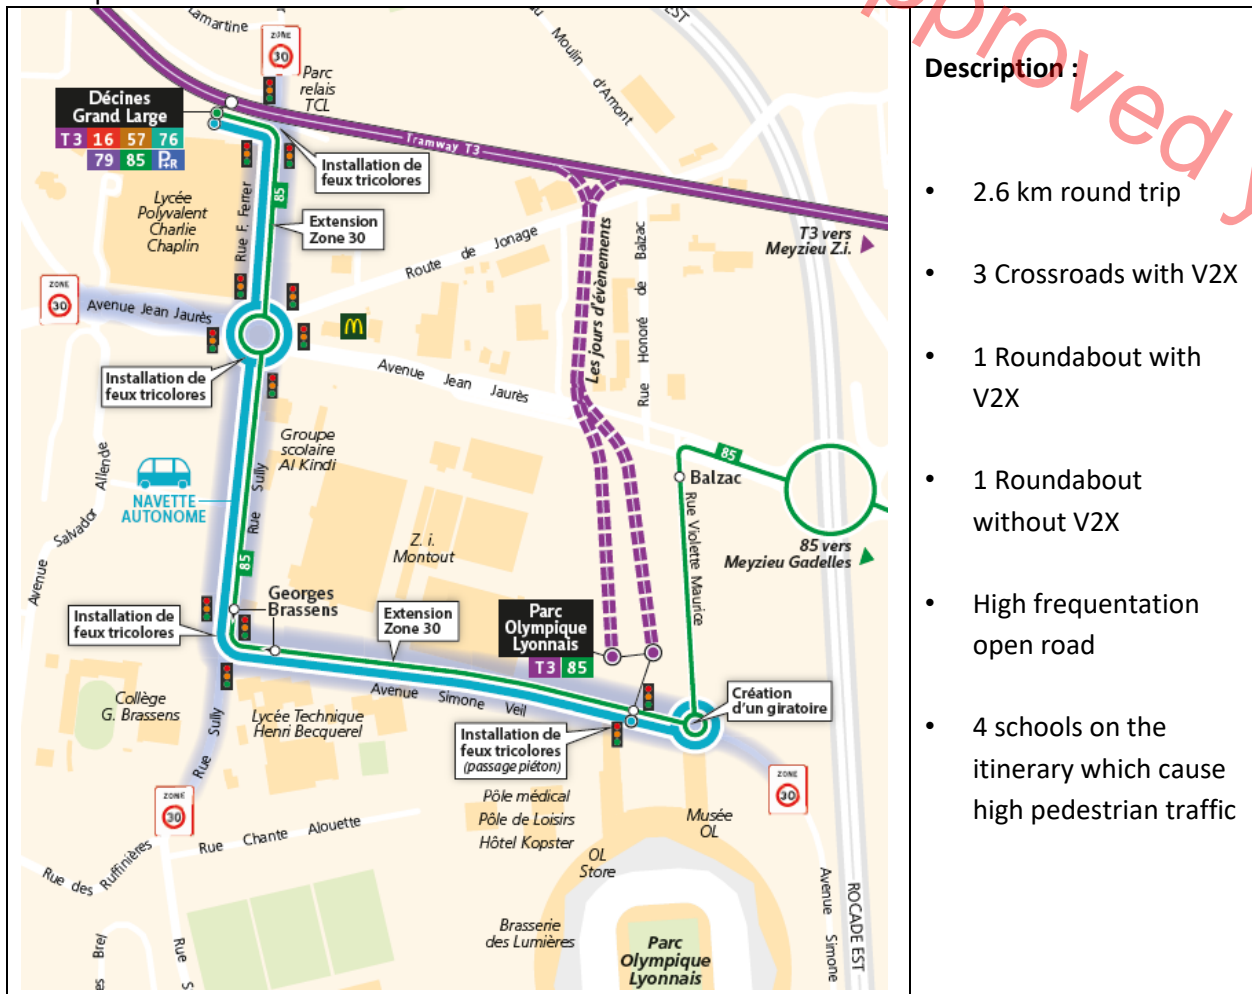 Lamartine
ZONE
30
Parc
relais
TCL
du Moulin d'Amont
EST
Décines
Grand Large
T3 16 57 76
79 85 P+R
Tramway T3
Installation de
feux tricolores
Lycée
Polyvalent
Charlie
Chaplin
Rue F. Ferrer
85
Extension
Zone 30
Route de Jonage
Les jours d'évènements
Rue Honoré de Balzac
T3 vers
Meyzieu Z.i.
ZONE
30
Avenue Jean Jaurès
Installation de
feux tricolores
Avenue Jean Jaurès
Groupe
scolaire
Al Kindi
Avenue Salvador Allende
NAVETTE
AUTONOME
Rue Sully
85
85
Balzac
Rue Violette Maurice
85 vers
Meyzieu Gadelles
Z. i.
Montout
Georges
Brassens
Installation de
feux tricolores
Extension
Zone 30
Parc
Olympique
Lyonnais
T3 85
Collège
G. Brassens
Rue Sully
Lycée Technique
Henri Becquerel
Avenue Simone Veil
Installation de
feux tricolores
(passage piéton)
Création
d'un giratoire
ZONE
30
ZONE
30
Pôle médical
Pôle de Loisirs
Hôtel Kopster
Musée
OL
OL
Store
Rue Chante Alouette
Rue des Ruffinières
Rue
Brel
Brasserie
des Lumières
Parc
Olympique
Lyonnais
Avenue Simone
ROCADE EST
Description :
• 2.6 km round trip
• 3 Crossroads with V2X
• 1 Roundabout with
V2X
• 1 Roundabout
without V2X
• High frequentation
open road
• 4 schools on the
itinerary which cause
high pedestrian traffic